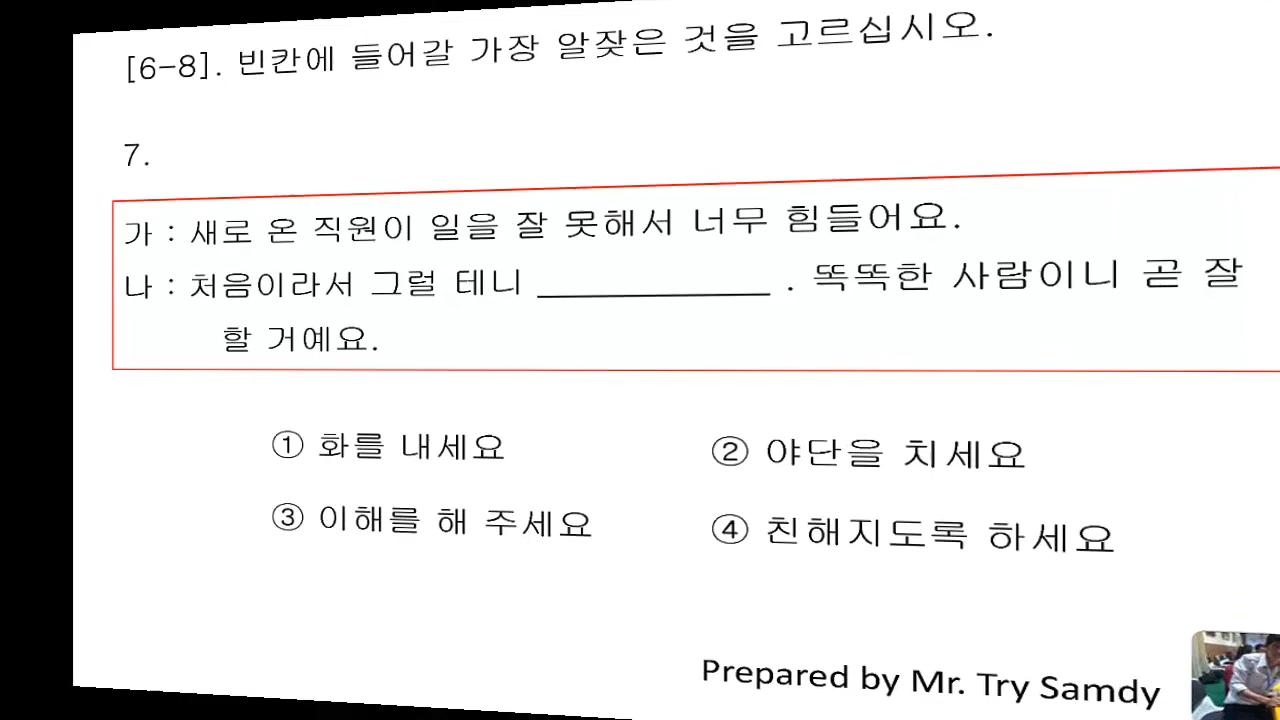 [6-8]. 빈칸에 들어갈 가장 알잦은 것을 고르십시오.
7.
가 : 새로 온 직원이 일을 잘 못해서 너무 힘들어요.
나 : 처음이라서 그럴 테니 ____________ . 똑똑한 사람이니 곧 잘
할 거예요.
① 화를 내세요 ② 야단을 치세요
③ 이해를 해 주세요 ④ 친해지도록 하세요
Prepared by Mr. Try Samdy